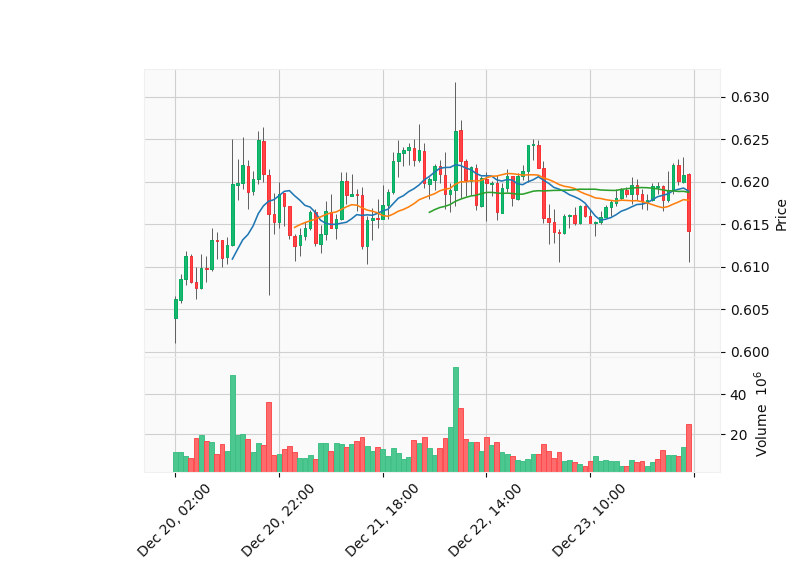 0.630
0.625
0.620
0.615
0.610
0.605
0.600
Price
40
20
Volume 10^6
Dec 20, 02:00
Dec 20, 22:00
Dec 21, 18:00
Dec 22, 14:00
Dec 23, 10:00